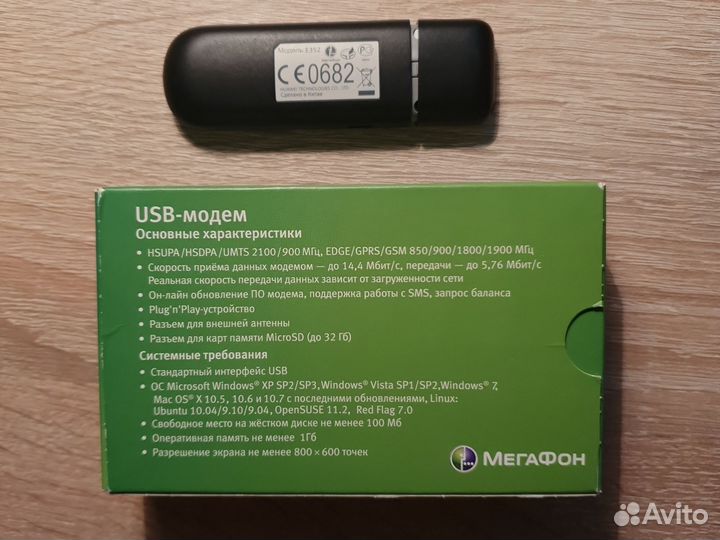 Модель: E352
CE0682
HUAWEI TECHNOLOGIES CO., LTD.
Сделано в Китае
USB-модем
Основные характеристики
• HSUPA/HSDPA/UMTS 2100/900 МГц, EDGE/GPRS/GSM 850/900/1800/1900 МГц
• Скорость приёма данных модемом — до 14,4 Мбит/с, передачи — до 5,76 Мбит/с
Реальная скорость передачи данных зависит от загруженности сети
• Он-лайн обновление ПО модема, поддержка работы с SMS, запрос баланса
• Plug'n'Play-устройство
• Разъем для внешней антенны
• Разъем для карт памяти MicroSD (до 32 Гб)
Системные требования
• Стандартный интерфейс USB
• ОС Microsoft Windows® XP SP2/SP3, Windows® Vista SP1/SP2, Windows® 7,
Mac OS® X 10.5, 10.6 и 10.7 с последними обновлениями, Linux:
Ubuntu 10.04/9.10/9.04, OpenSUSE 11.2, Red Flag 7.0
• Свободное место на жёстком диске не менее 100 Мб
• Оперативная память не менее 1Гб
• Разрешение экрана не менее 800 × 600 точек
МЕГАФОН
Avito